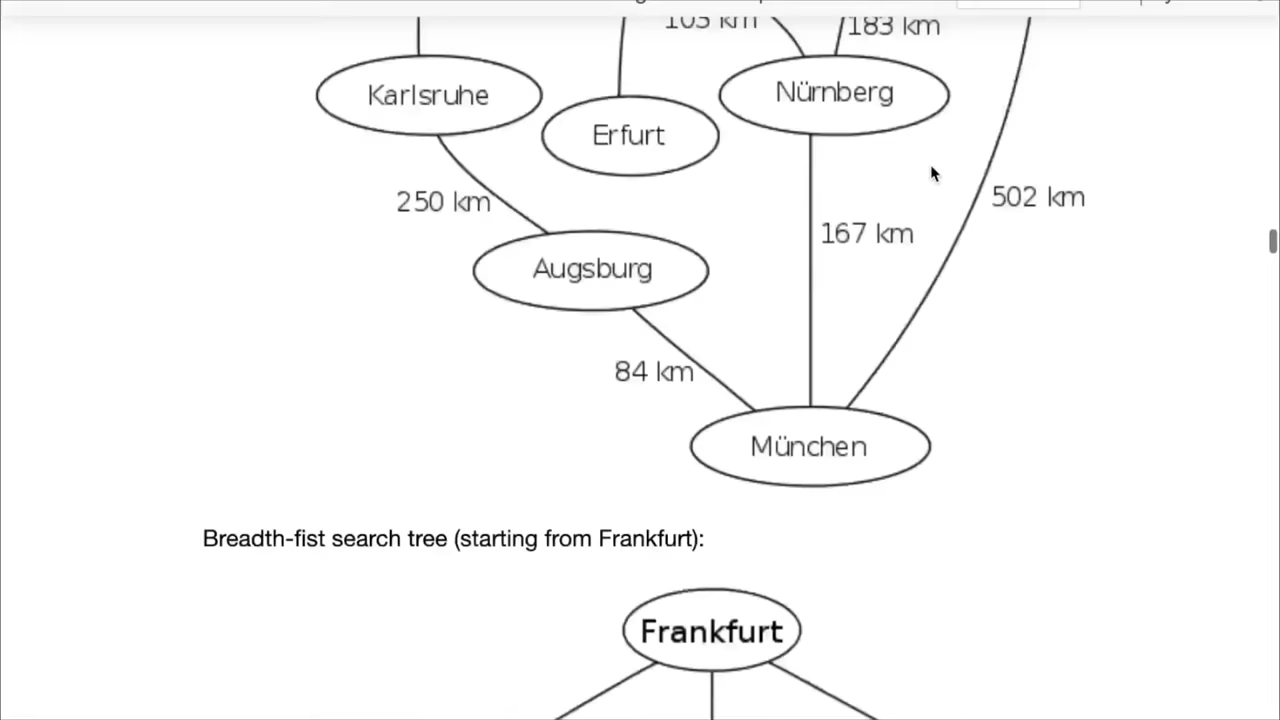 183 km
Karlsruhe
Nürnberg
Erfurt
250 km
502 km
167 km
Augsburg
84 km
München
Breadth-fist search tree (starting from Frankfurt):
Frankfurt